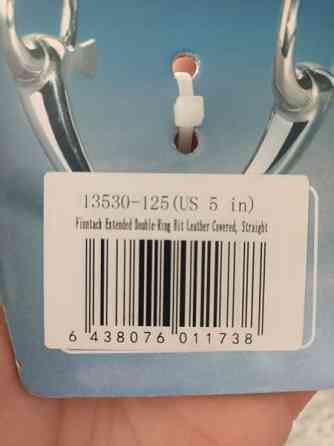 13530-125(US 5 in)
Finntack Extended Double-Ring Bit Leather Covered, Straight
6 438076 011738